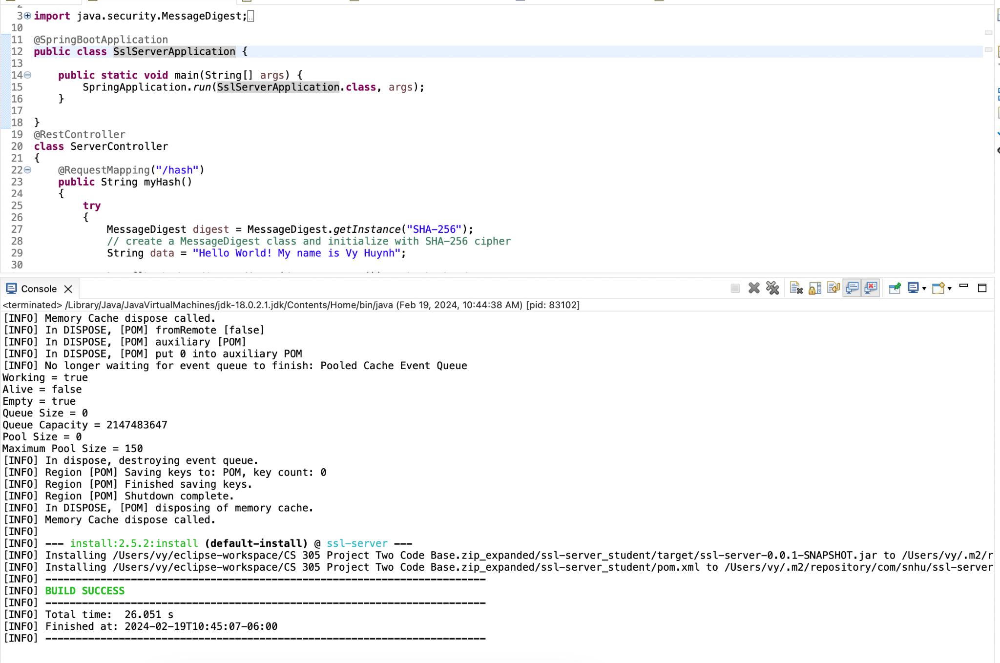 2
3 import java.security.MessageDigest;
10
11 @SpringBootApplication
12 public class SslServerApplication {
13
14 public static void main(String[] args) {
15 SpringApplication.run(SslServerApplication.class, args);
16 }
17
18 }
19 @RestController
20 class ServerController
21 {
22 @RequestMapping("/hash")
23 public String myHash()
24 {
25 try
26 {
27 MessageDigest digest = MessageDigest.getInstance("SHA-256");
28 // create a MessageDigest class and initialize with SHA-256 cipher
29 String data = "Hello World! My name is Vy Huynh";
30
Console
<terminated> /Library/Java/JavaVirtualMachines/jdk-18.0.2.1.jdk/Contents/Home/bin/java (Feb 19, 2024, 10:44:38 AM) [pid: 83102]
[INFO] Memory Cache dispose called.
[INFO] In DISPOSE, [POM] fromRemote [false]
[INFO] In DISPOSE, [POM] auxiliary [POM]
[INFO] In DISPOSE, [POM] put 0 into auxiliary POM
[INFO] No longer waiting for event queue to finish: Pooled Cache Event Queue
Working = true
Alive = false
Empty = true
Queue Size = 0
Queue Capacity = 2147483647
Pool Size = 0
Maximum Pool Size = 150
[INFO] In dispose, destroying event queue.
[INFO] Region [POM] Saving keys to: POM, key count: 0
[INFO] Region [POM] Finished saving keys.
[INFO] Region [POM] Shutdown complete.
[INFO] In DISPOSE, [POM] disposing of memory cache.
[INFO] Memory Cache dispose called.
[INFO]
[INFO] --- install:2.5.2:install (default-install) @ ssl-server ---
[INFO] Installing /Users/vy/eclipse-workspace/CS 305 Project Two Code Base.zip_expanded/ssl-server_student/target/ssl-server-0.0.1-SNAPSHOT.jar to /Users/vy/.m2/r
[INFO] Installing /Users/vy/eclipse-workspace/CS 305 Project Two Code Base.zip_expanded/ssl-server_student/pom.xml to /Users/vy/.m2/repository/com/snhu/ssl-server
[INFO] ------------------------------------------------------------------------
[INFO] BUILD SUCCESS
[INFO] ------------------------------------------------------------------------
[INFO] Total time:  26.051 s
[INFO] Finished at: 2024-02-19T10:45:07-06:00
[INFO] ------------------------------------------------------------------------